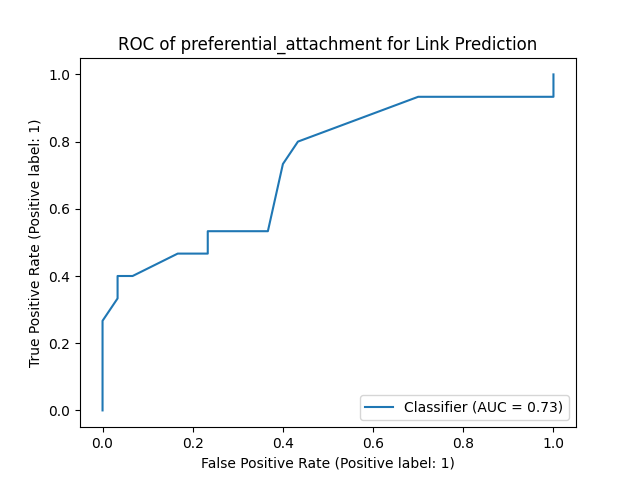 ROC of preferential_attachment for Link Prediction
1.0
0.8
0.6
0.4
0.2
0.0
True Positive Rate (Positive label: 1)
Classifier (AUC = 0.73)
0.0 0.2 0.4 0.6 0.8 1.0
False Positive Rate (Positive label: 1)